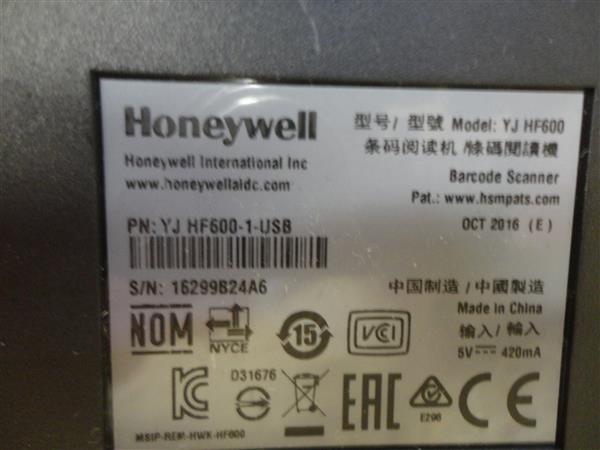 Honeywell
Honeywell International Inc
www.honeywellaidc.com
型号/ 型號 Model: YJ HF600
条码阅读机 /條碼閱讀機
Barcode Scanner
Pat.: www.hsmpats.com
PN: YJ HF600-1-USB
OCT 2016 (E)
S/N: 16299B24A6
中国制造 / 中國製造
Made in China
输入/ 輸入
5V 420mA
NOM
NYCE
15
VCI
D31676
EAC
E296
CE
MSIP-REM-HWK-HF600